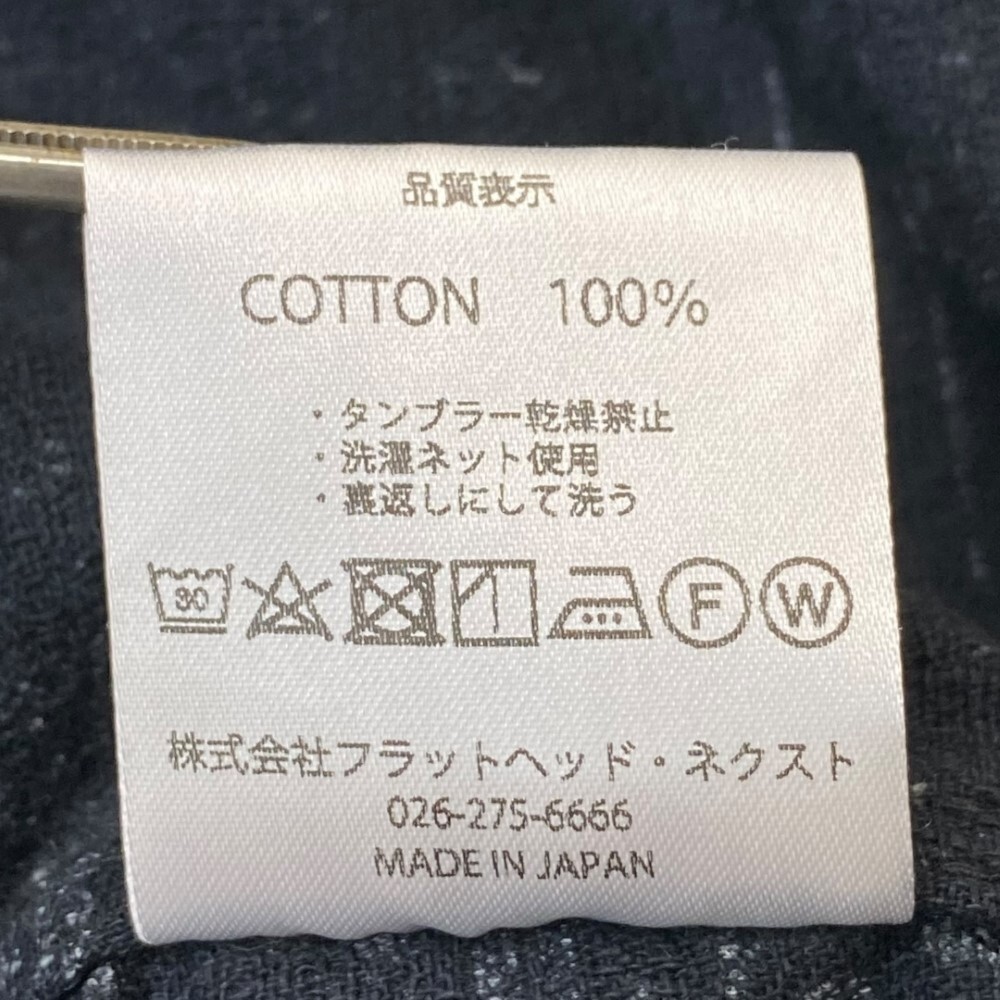 品質表示
COTTON 100%
・タンブラー乾燥禁止
・洗濯ネット使用
・裏返しにして洗う
30 F W
株式会社フラットヘッド・ネクスト
026-275-6666
MADE IN JAPAN